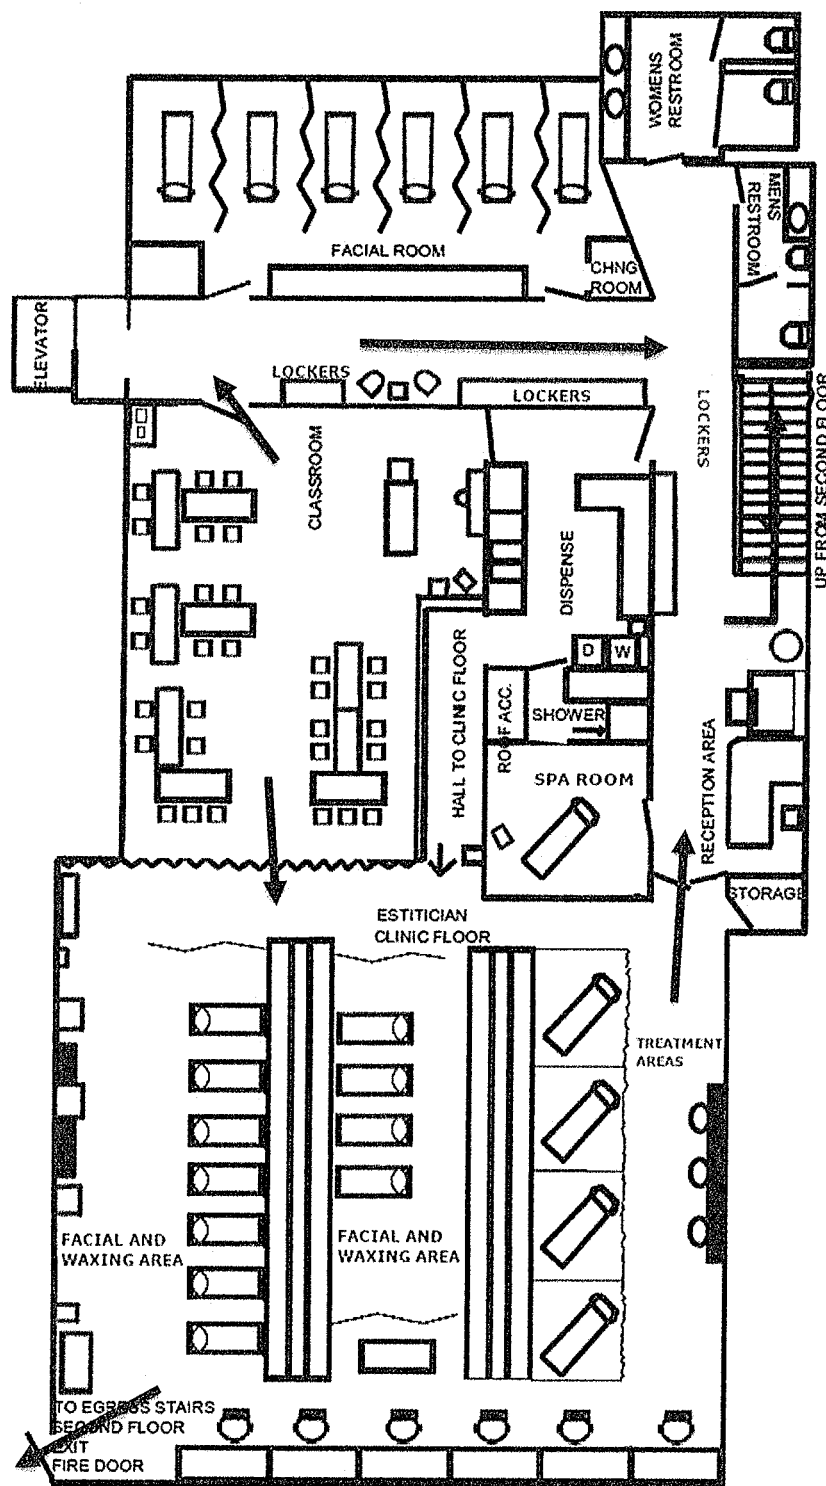 WOMENS
RESTROOM
MENS
RESTROOM
FACIAL ROOM
CHNG
ROOM
ELEVATOR
LOCKERS
LOCKERS
LOCKERS
CLASSROOM
UP FROM SECOND FLOOR
DISPENSE
D
W
HALL TO CLINIC FLOOR
ROOF ACC.
SHOWER
SPA ROOM
RECEPTION AREA
STORAGE
ESTITICIAN
CLINIC FLOOR
TREATMENT
AREAS
FACIAL AND
WAXING AREA
FACIAL AND
WAXING AREA
TO EGRESS STAIRS
SECOND FLOOR
EXIT
FIRE DOOR